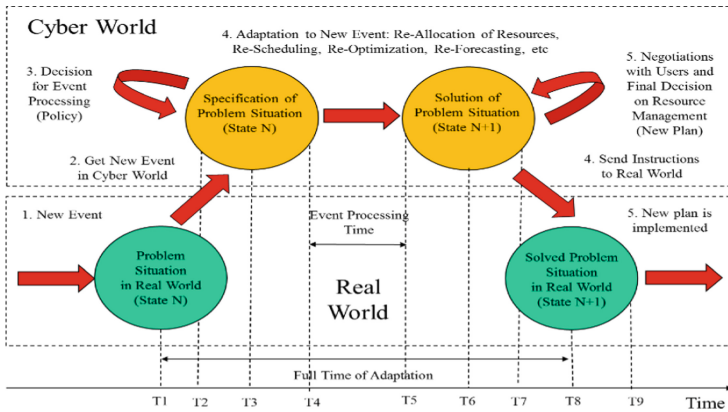 Cyber World
4. Adaptation to New Event: Re-Allocation of Resources,
Re-Scheduling, Re-Optimization, Re-Forecasting, etc
3. Decision
for Event
Processing
(Policy)
Specification of
Problem Situation
(State N)
Solution of
Problem Situation
(State N+1)
5. Negotiations
with Users and
Final Decision
on Resource
Management
(New Plan)
2. Get New Event
in Cyber World
4. Send Instructions
to Real World
1. New Event
Event Processing
Time
5. New plan is
implemented
Problem
Situation
in Real World
(State N)
Real
World
Solved Problem
Situation
in Real World
(State N+1)
Full Time of Adaptation
T1 T2 T3 T4 T5 T6 T7 T8 T9 Time